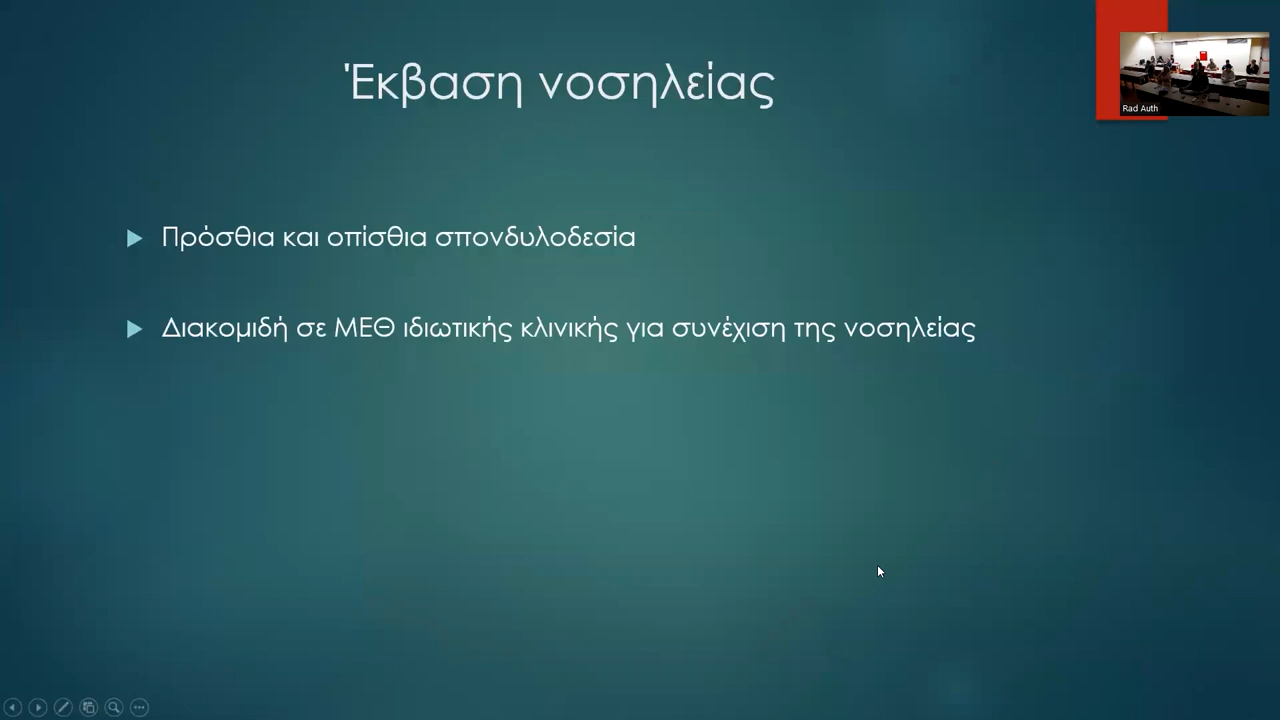 Έκβαση νοσηλείας
Rad Auth
Πρόσθια και οπίσθια σπονδυλοδεσία
Διακομιδή σε ΜΕΘ ιδιωτικής κλινικής για συνέχιση της νοσηλείας